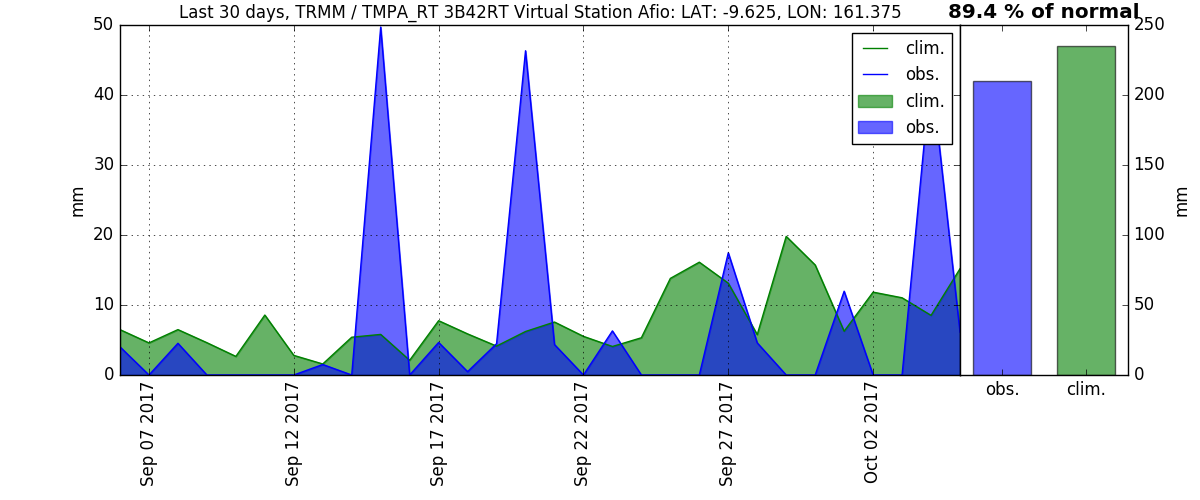 Last 30 days, TRMM / TMPA_RT 3B42RT Virtual Station Afio: LAT: -9.625, LON: 161.375
89.4 % of normal
50
40
30
20
10
0
mm
clim.
obs.
clim.
obs.
250
200
150
100
50
0
mm
Sep 07 2017
Sep 12 2017
Sep 17 2017
Sep 22 2017
Sep 27 2017
Oct 02 2017
obs.
clim.